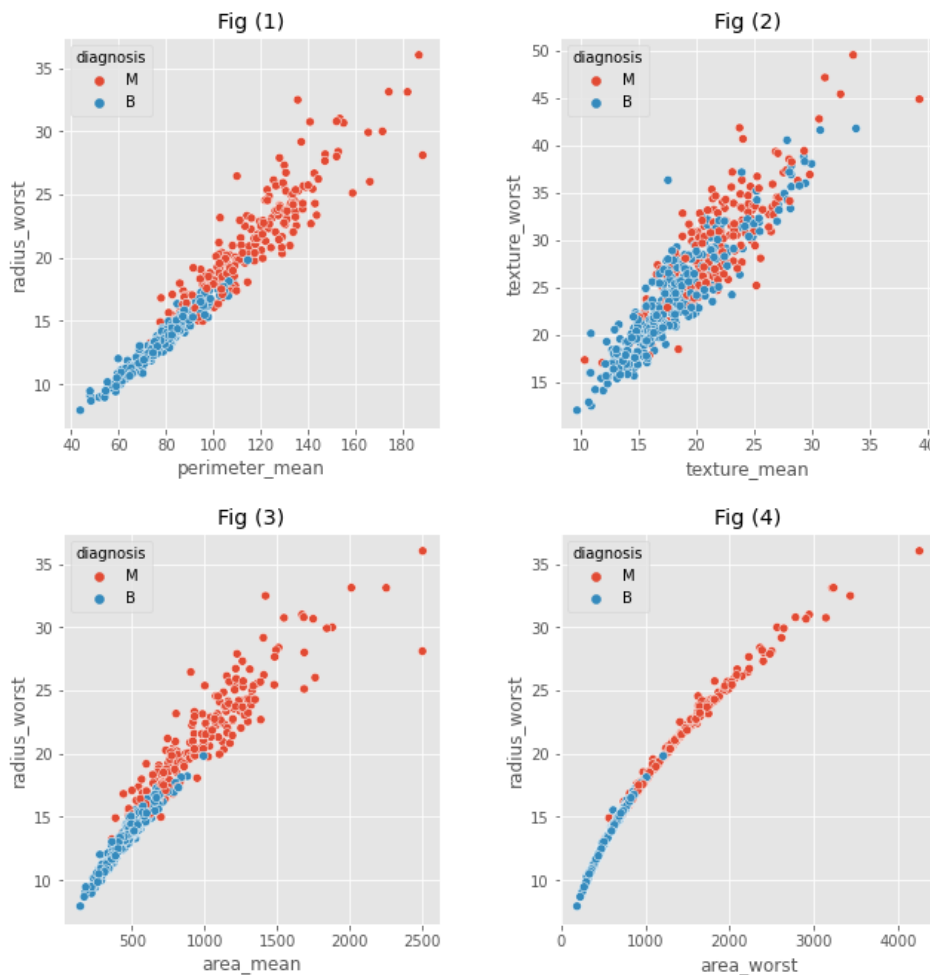 Fig (1)
diagnosis
M
B
35
30
25
20
15
10
radius_worst
40 60 80 100 120 140 160 180
perimeter_mean
Fig (2)
diagnosis
M
B
50
45
40
35
30
25
20
15
texture_worst
10 15 20 25 30 35 40
texture_mean
Fig (3)
diagnosis
M
B
35
30
25
20
15
10
radius_worst
500 1000 1500 2000 2500
area_mean
Fig (4)
diagnosis
M
B
35
30
25
20
15
10
radius_worst
0 1000 2000 3000 4000
area_worst